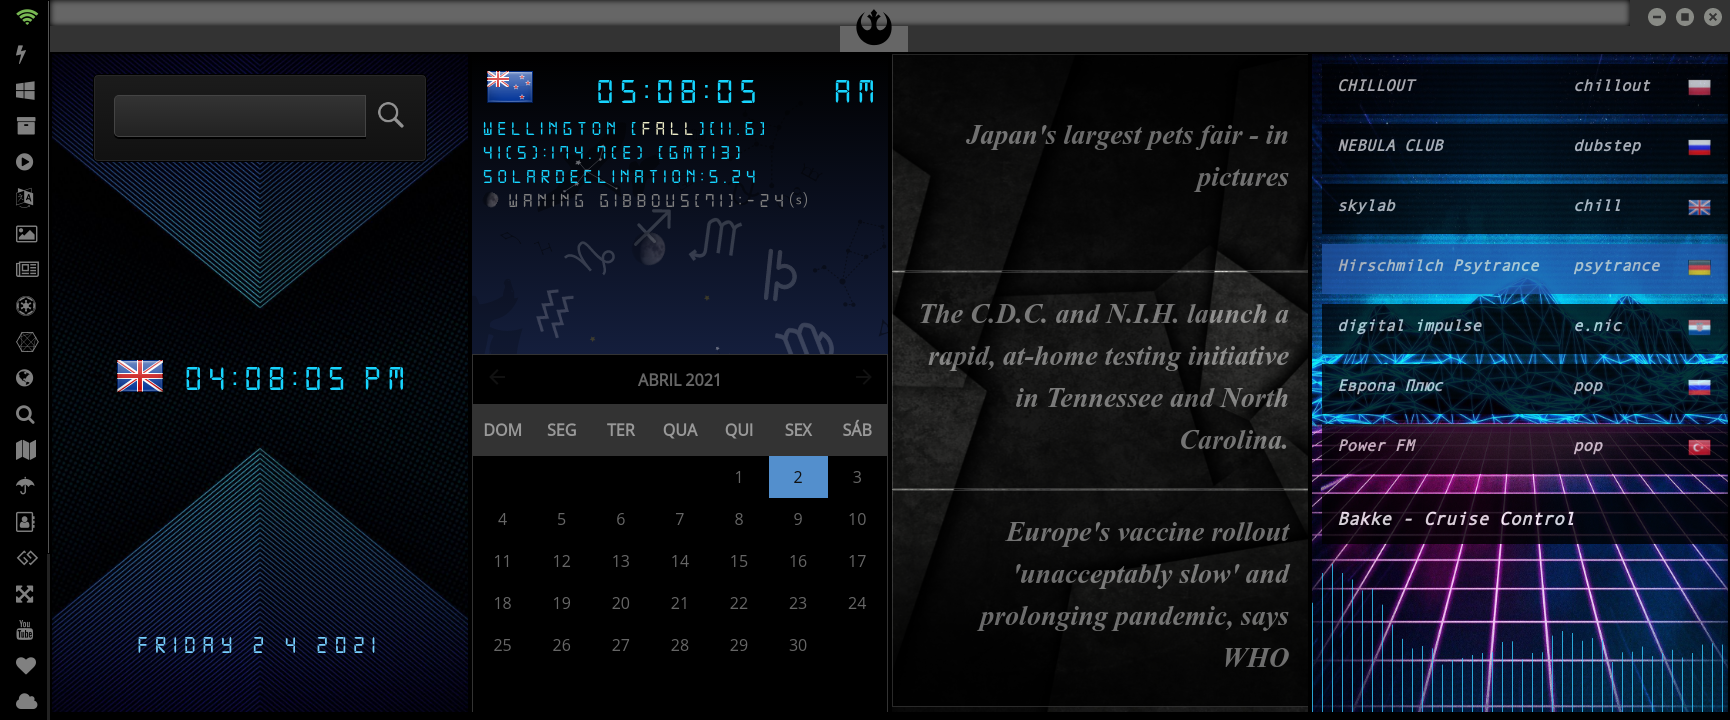 04:08:05 PM
FRIDAY 2 4 2021
05:08:05 AM
WELLINGTON [FALL][11.6]
41(S):174.7(E) [GMT13]
SOLARDECLINATION:5.24
WANING GIBBOUS[71]:-24(s)
ABRIL 2021
DOM SEG TER QUA QUI SEX SÁB
1 2 3
4 5 6 7 8 9 10
11 12 13 14 15 16 17
18 19 20 21 22 23 24
25 26 27 28 29 30
Japan's largest pets fair - in
pictures
The C.D.C. and N.I.H. launch a
rapid, at-home testing initiative
in Tennessee and North
Carolina.
Europe's vaccine rollout
'unacceptably slow' and
prolonging pandemic, says
WHO
CHILLOUT chillout
NEBULA CLUB dubstep
skylab chill
Hirschmilch Psytrance psytrance
digital impulse e.nic
Европа Плюс pop
Power FM pop
Bakke - Cruise Control
You
Tube